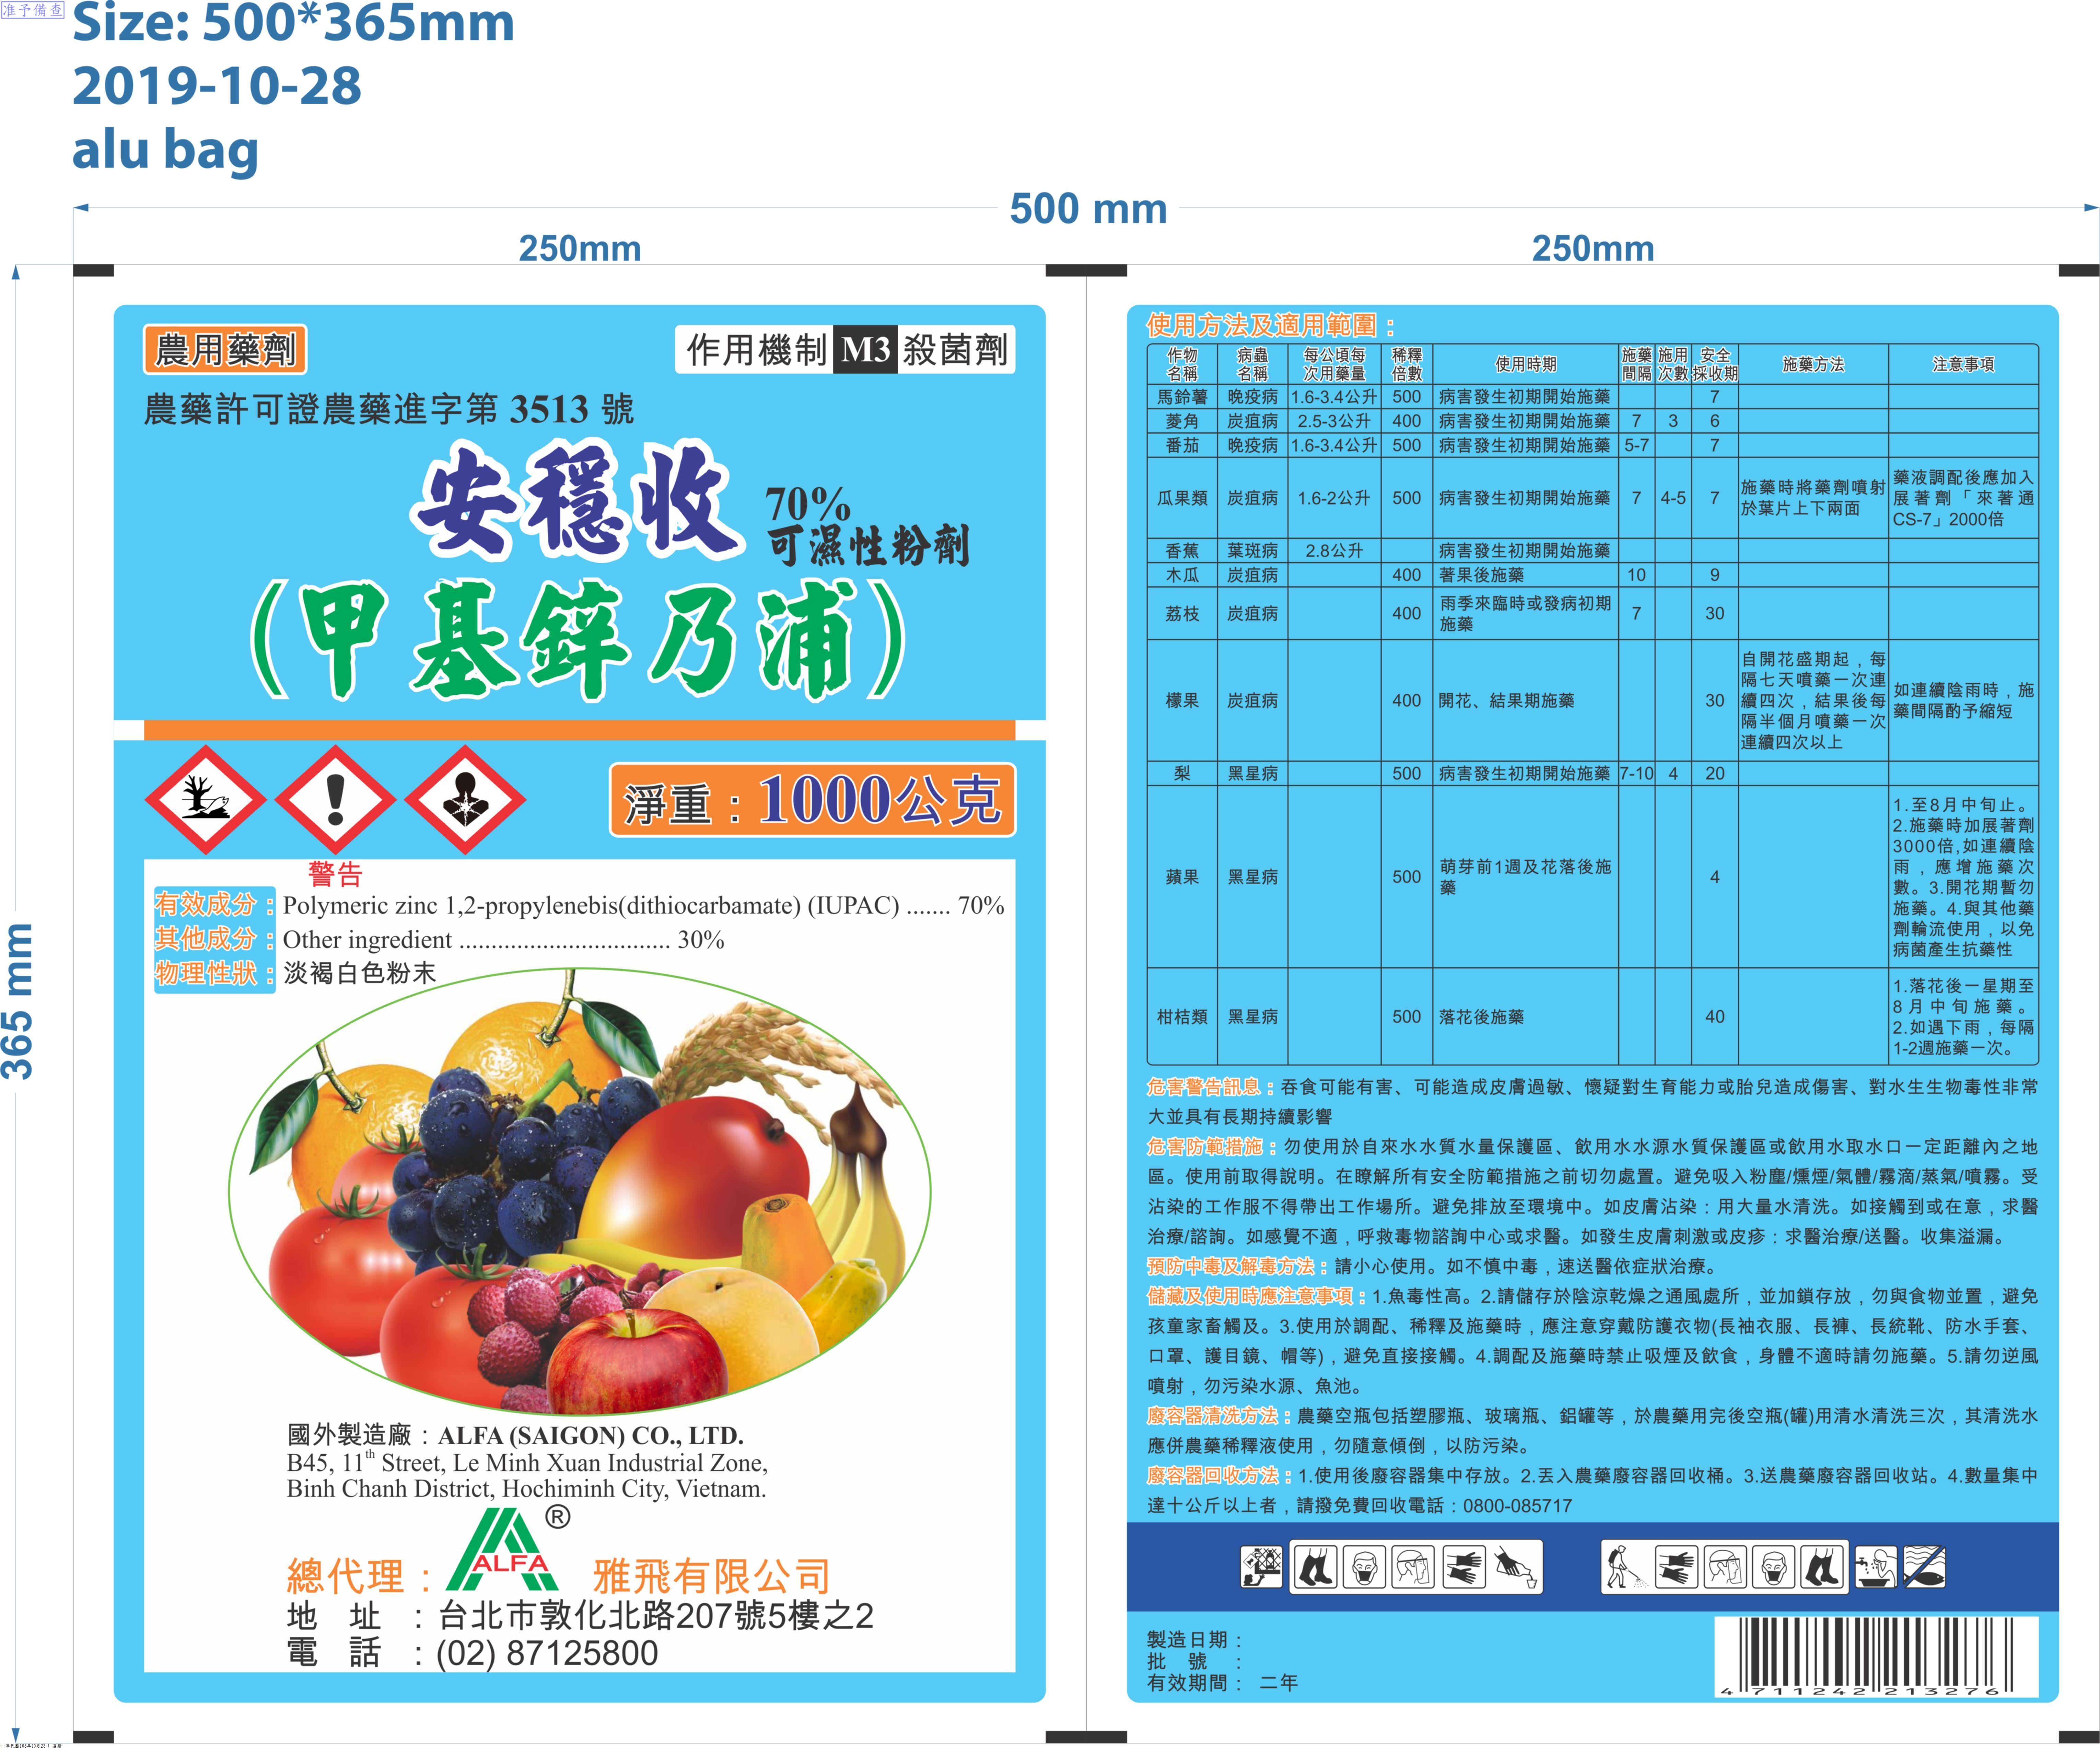 准予備查
Size: 500*365mm
2019-10-28
alu bag
500 mm
250mm
250mm
365 mm
農用藥劑
作用機制 M3 殺菌劑
農藥許可證農藥進字第 3513 號
安穩收
70%
可濕性粉劑
(甲基鋅乃浦)
淨重：1000公克
警告
有效成分：Polymeric zinc 1,2-propylenebis(dithiocarbamate) (IUPAC) ....... 70%
其他成分：Other ingredient ................................. 30%
物理性狀：淡褐白色粉末
國外製造廠：ALFA (SAIGON) CO., LTD.
B45, 11th Street, Le Minh Xuan Industrial Zone,
Binh Chanh District, Hochiminh City, Vietnam.
®
ALFA
總代理： 雅飛有限公司
地 址 ：台北市敦化北路207號5樓之2
電 話 ：(02) 87125800
使用方法及適用範圍：
作物名稱 病蟲名稱 每公頃每次用藥量 稀釋倍數 使用時期 施藥間隔 施用次數 安全採收期 施藥方法 注意事項
馬鈴薯 晚疫病 1.6-3.4公升 500 病害發生初期開始施藥 7
菱角 炭疽病 2.5-3公升 400 病害發生初期開始施藥 7 3 6
番茄 晚疫病 1.6-3.4公升 500 病害發生初期開始施藥 5-7 7
瓜果類 炭疽病 1.6-2公升 500 病害發生初期開始施藥 7 4-5 7 施藥時將藥劑噴射於葉片上下兩面 藥液調配後應加入展著劑「來著通CS-7」2000倍
香蕉 葉斑病 2.8公升 病害發生初期開始施藥
木瓜 炭疽病 400 著果後施藥 10 9
荔枝 炭疽病 400 雨季來臨時或發病初期施藥 7 30
檬果 炭疽病 400 開花、結果期施藥 30 自開花盛期起，每隔七天噴藥一次連續四次，結果後每隔半個月噴藥一次連續四次以上 如連續陰雨時，施藥間隔酌予縮短
梨 黑星病 500 病害發生初期開始施藥 7-10 4 20
蘋果 黑星病 500 萌芽前1週及花落後施藥 4 1.至8月中旬止。2.施藥時加展著劑3000倍,如連續陰雨，應增施藥次數。3.開花期暫勿施藥。4.與其他藥劑輪流使用，以免病菌產生抗藥性
柑桔類 黑星病 500 落花後施藥 40 1.落花後一星期至8月中旬施藥。2.如遇下雨，每隔1-2週施藥一次。
危害警告訊息：吞食可能有害、可能造成皮膚過敏、懷疑對生育能力或胎兒造成傷害、對水生生物毒性非常
大並具有長期持續影響
危害防範措施：勿使用於自來水水質水量保護區、飲用水水源水質保護區或飲用水取水口一定距離內之地
區。使用前取得說明。在瞭解所有安全防範措施之前切勿處置。避免吸入粉塵/燻煙/氣體/霧滴/蒸氣/噴霧。受
沾染的工作服不得帶出工作場所。避免排放至環境中。如皮膚沾染：用大量水清洗。如接觸到或在意，求醫
治療/諮詢。如感覺不適，呼救毒物諮詢中心或求醫。如發生皮膚刺激或皮疹：求醫治療/送醫。收集溢漏。
預防中毒及解毒方法：請小心使用。如不慎中毒，速送醫依症狀治療。
儲藏及使用時應注意事項：1.魚毒性高。2.請儲存於陰涼乾燥之通風處所，並加鎖存放，勿與食物並置，避免
孩童家畜觸及。3.使用於調配、稀釋及施藥時，應注意穿戴防護衣物(長袖衣服、長褲、長統靴、防水手套、
口罩、護目鏡、帽等)，避免直接接觸。4.調配及施藥時禁止吸煙及飲食，身體不適時請勿施藥。5.請勿逆風
噴射，勿污染水源、魚池。
廢容器清洗方法：農藥空瓶包括塑膠瓶、玻璃瓶、鋁罐等，於農藥用完後空瓶(罐)用清水清洗三次，其清洗水
應併農藥稀釋液使用，勿隨意傾倒，以防污染。
廢容器回收方法：1.使用後廢容器集中存放。2.丟入農藥廢容器回收桶。3.送農藥廢容器回收站。4.數量集中
達十公斤以上者，請撥免費回收電話：0800-085717
製造日期：
批 號 ：
有效期間： 二年
4 711242 213276